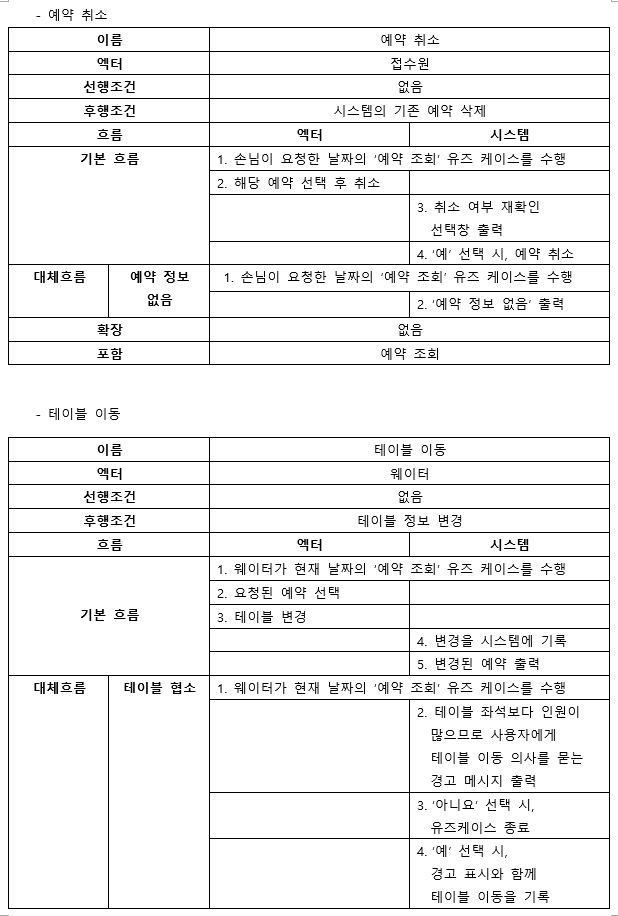 - 예약 취소
이름 예약 취소
엑터 접수원
선행조건 없음
후행조건 시스템의 기존 예약 삭제
흐름 엑터 시스템
기본 흐름 1. 손님이 요청한 날짜의 '예약 조회' 유즈 케이스를 수행
2. 해당 예약 선택 후 취소
3. 취소 여부 재확인
선택창 출력
4. '예' 선택 시, 예약 취소
대체흐름 예약 정보 1. 손님이 요청한 날짜의 '예약 조회' 유즈 케이스를 수행
없음
2. '예약 정보 없음' 출력
확장 없음
포함 예약 조회
- 테이블 이동
이름 테이블 이동
엑터 웨이터
선행조건 없음
후행조건 테이블 정보 변경
흐름 엑터 시스템
1. 웨이터가 현재 날짜의 '예약 조회' 유즈 케이스를 수행
2. 요청된 예약 선택
기본 흐름 3. 테이블 변경
4. 변경을 시스템에 기록
5. 변경된 예약 출력
대체흐름 테이블 협소 1. 웨이터가 현재 날짜의 '예약 조회' 유즈 케이스를 수행
2. 테이블 좌석보다 인원이
많으므로 사용자에게
테이블 이동 의사를 묻는
경고 메시지 출력
3. '아니요' 선택 시,
유즈케이스 종료
4. '예' 선택 시,
경고 표시와 함께
테이블 이동을 기록